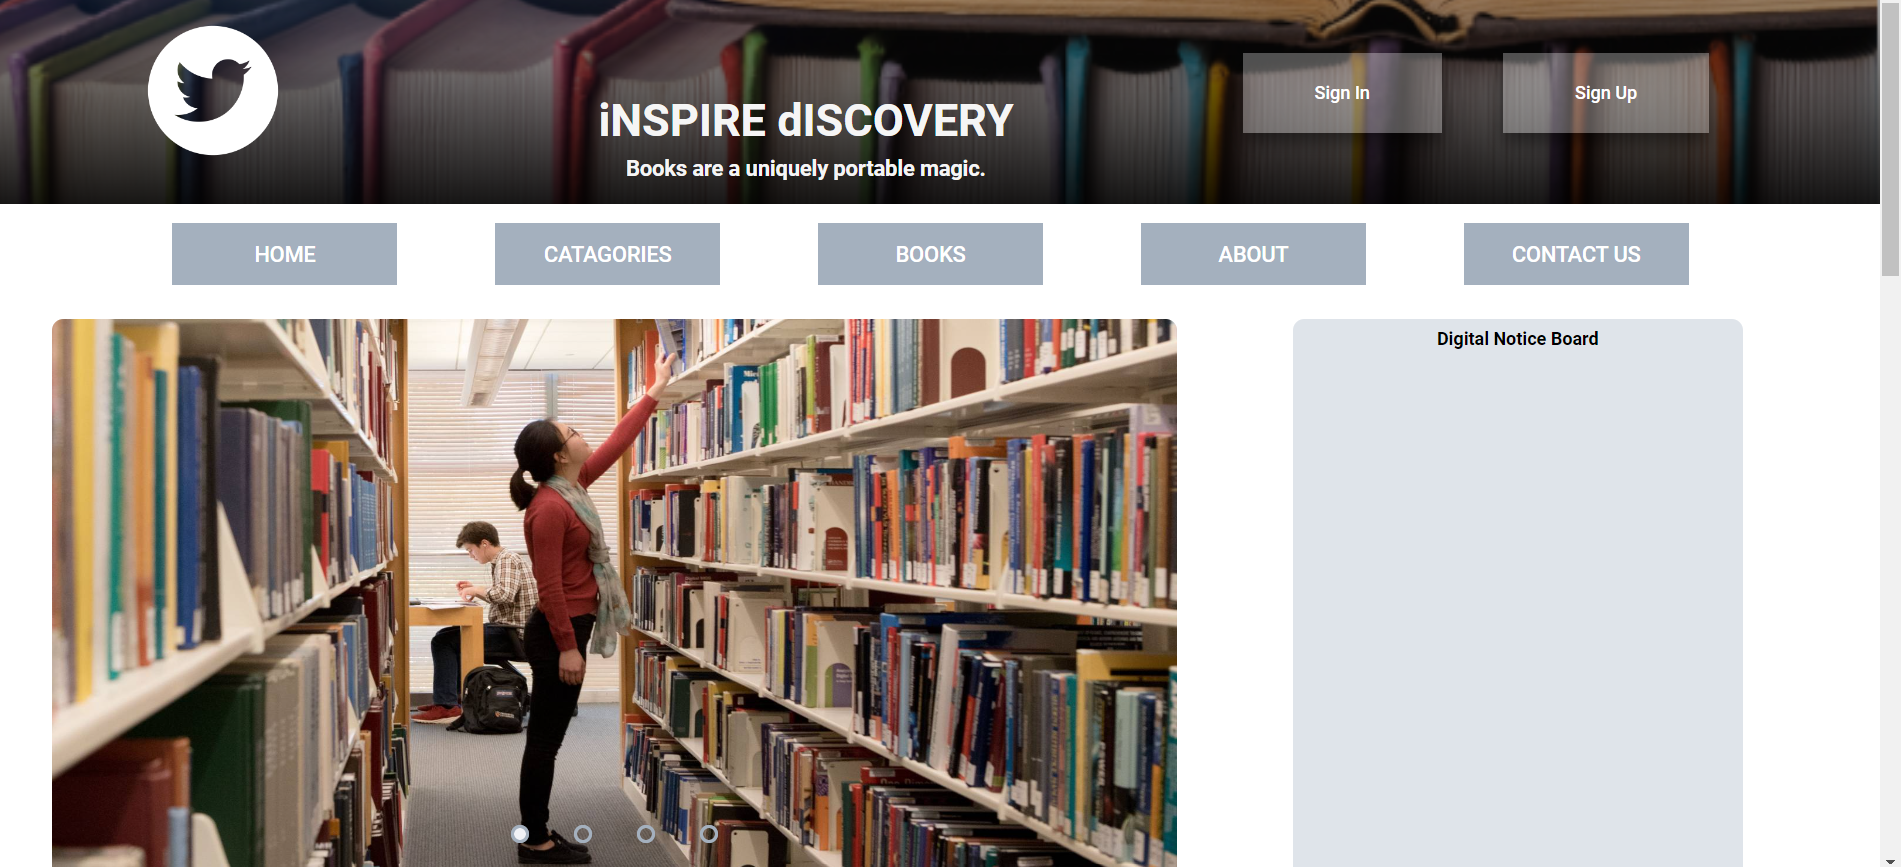 iNSPIRE dISCOVERY
Books are a uniquely portable magic.
Sign In
Sign Up
HOME
CATAGORIES
BOOKS
ABOUT
CONTACT US
Digital Notice Board